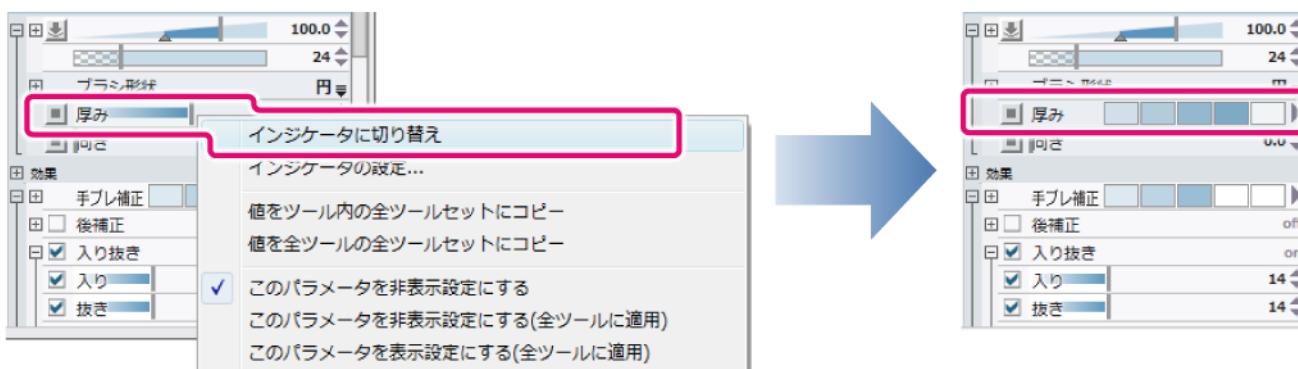 100.0
24
ブラシ形状 円
厚み
向き
効果
手ブレ補正
後補正
入り抜き
入り
抜き
インジケータに切り替え
インジケータの設定...
値をツール内の全ツールセットにコピー
値を全ツールの全ツールセットにコピー
このパラメータを非表示設定にする
このパラメータを非表示設定にする(全ツールに適用)
このパラメータを表示設定にする(全ツールに適用)
100.0
24
厚み
向き 0.0
効果
手ブレ補正
後補正
入り抜き
入り 14
抜き 14